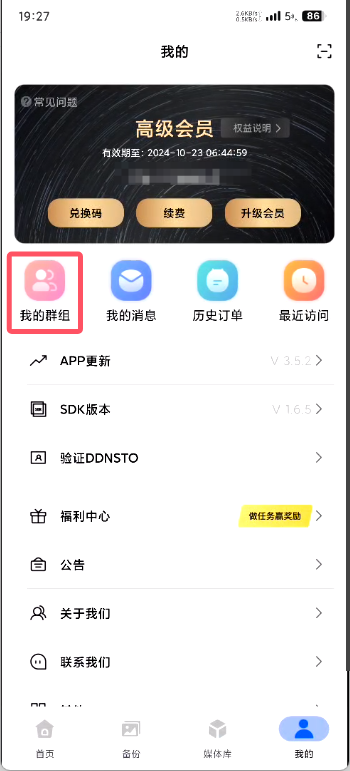 19:27
2.6KB/s
0.5KB/s
5G
86
我的
常见问题
高级会员
权益说明
有效期至：2024-10-23 06:44:59
兑换码
续费
升级会员
我的群组
我的消息
历史订单
最近访问
APP更新
V 3.5.2
SDK版本
V 1.6.5
验证DDNSTO
福利中心
做任务赢奖励
公告
关于我们
联系我们
首页
备份
媒体库
我的